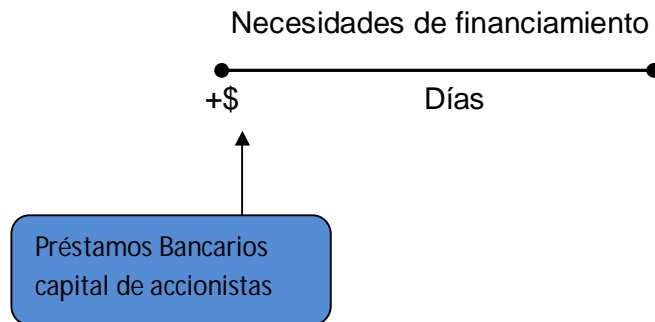 Necesidades de financiamiento
+$ Días
Préstamos Bancarios
capital de accionistas